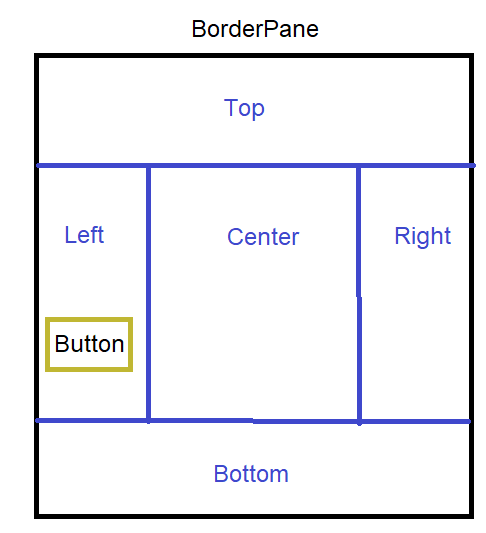 BorderPane
Top
Left
Center
Right
Button
Bottom